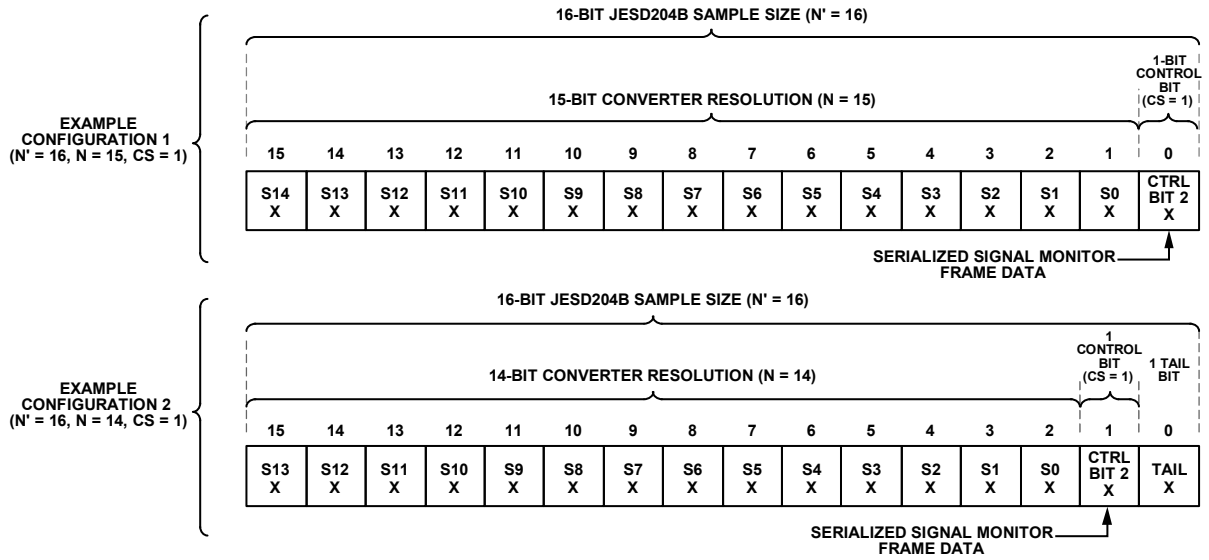 16-BIT JESD204B SAMPLE SIZE (N' = 16)
1-BIT
CONTROL
BIT
(CS = 1)
15-BIT CONVERTER RESOLUTION (N = 15)
EXAMPLE
CONFIGURATION 1
(N' = 16, N = 15, CS = 1)
15 14 13 12 11 10 9 8 7 6 5 4 3 2 1 0
S14 X S13 X S12 X S11 X S10 X S9 X S8 X S7 X S6 X S5 X S4 X S3 X S2 X S1 X S0 X CTRL BIT 2 X
SERIALIZED SIGNAL MONITOR
FRAME DATA
16-BIT JESD204B SAMPLE SIZE (N' = 16)
1
CONTROL
BIT
(CS = 1)
1 TAIL
BIT
14-BIT CONVERTER RESOLUTION (N = 14)
EXAMPLE
CONFIGURATION 2
(N' = 16, N = 14, CS = 1)
15 14 13 12 11 10 9 8 7 6 5 4 3 2 1 0
S13 X S12 X S11 X S10 X S9 X S8 X S7 X S6 X S5 X S4 X S3 X S2 X S1 X S0 X CTRL BIT 2 X TAIL X
SERIALIZED SIGNAL MONITOR
FRAME DATA